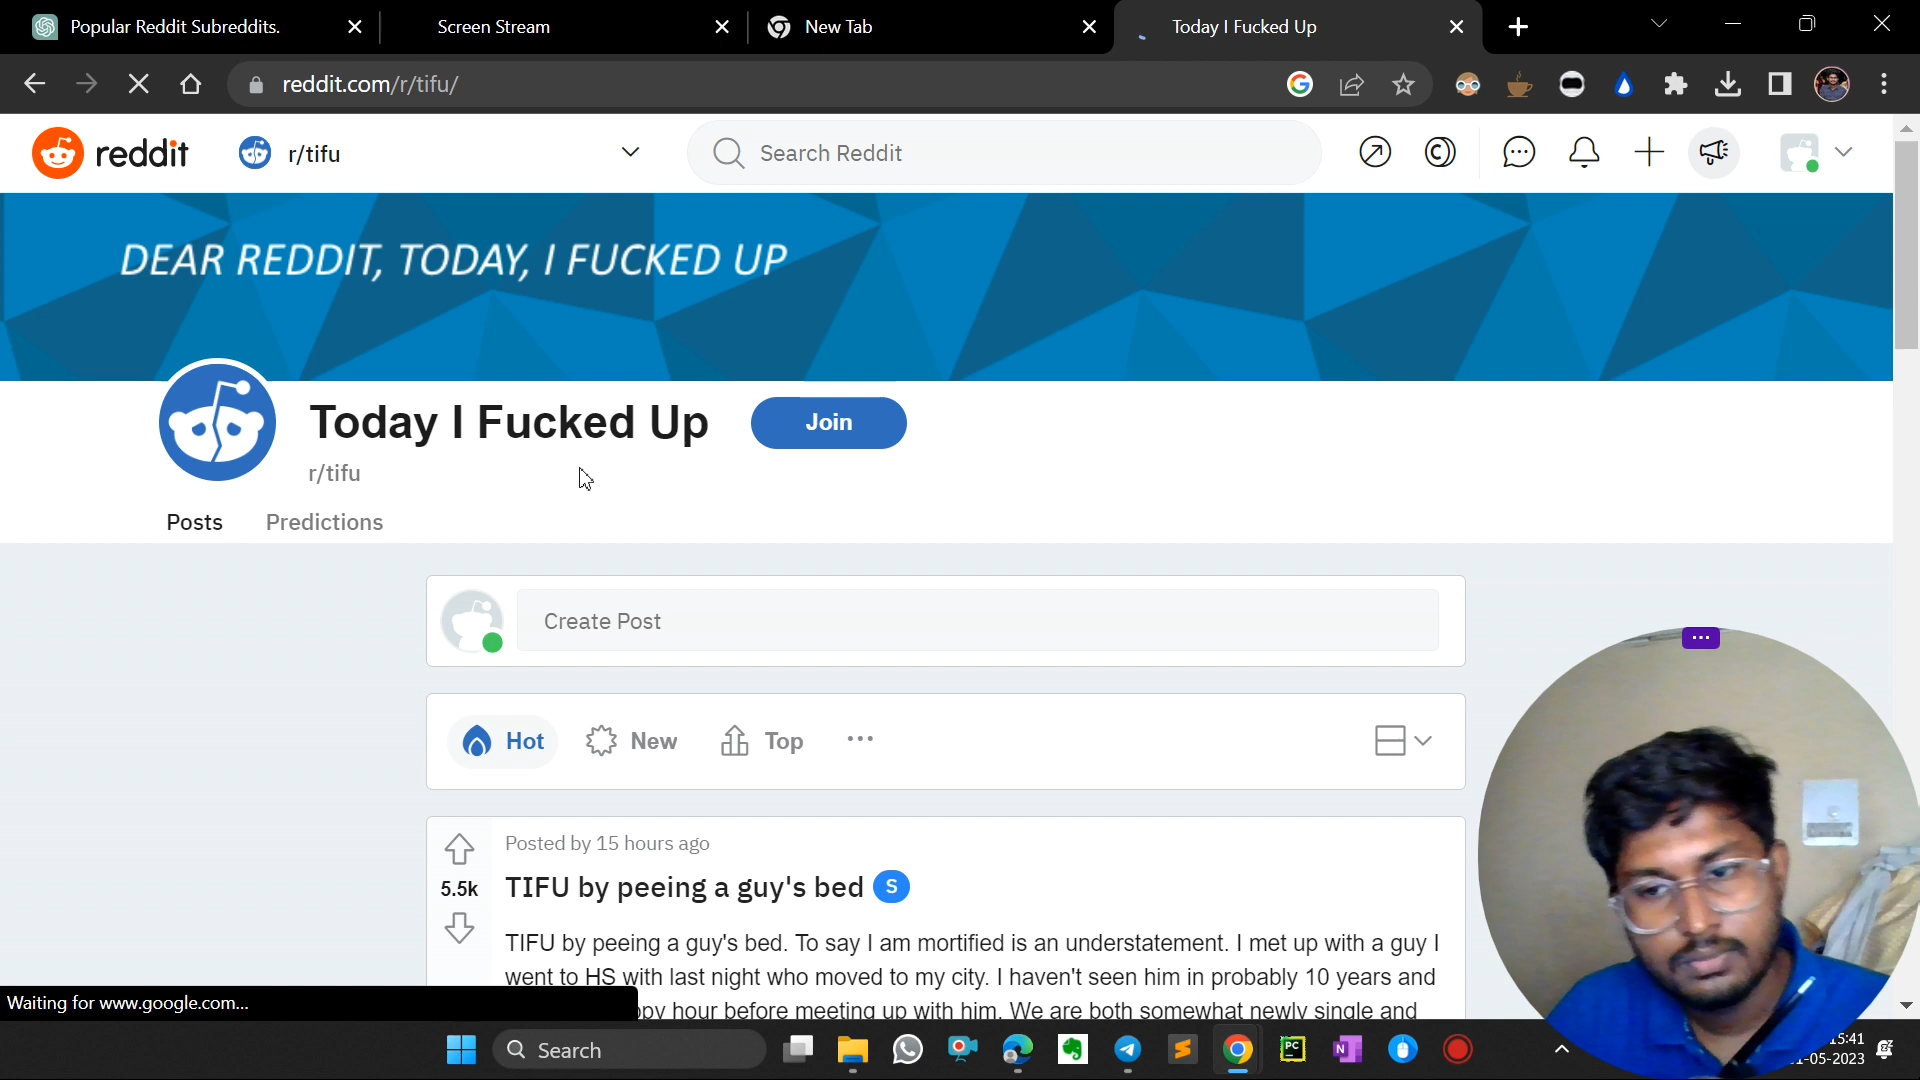 Popular Reddit Subreddits.
Screen Stream
New Tab
Today I Fucked Up
reddit.com/r/tifu/
reddit
r/tifu
Search Reddit
DEAR REDDIT, TODAY, I FUCKED UP
Today I Fucked Up
Join
r/tifu
Posts
Predictions
Create Post
Hot
New
Top
Posted by 15 hours ago
5.5k
TIFU by peeing a guy's bed
S
TIFU by peeing a guy's bed. To say I am mortified is an understatement. I met up with a guy I
went to HS with last night who moved to my city. I haven't seen him in probably 10 years and
hour before meeting up with him. We are both somewhat newly single and
Waiting for www.google.com...
Search
PC
N
15:41
-05-2023